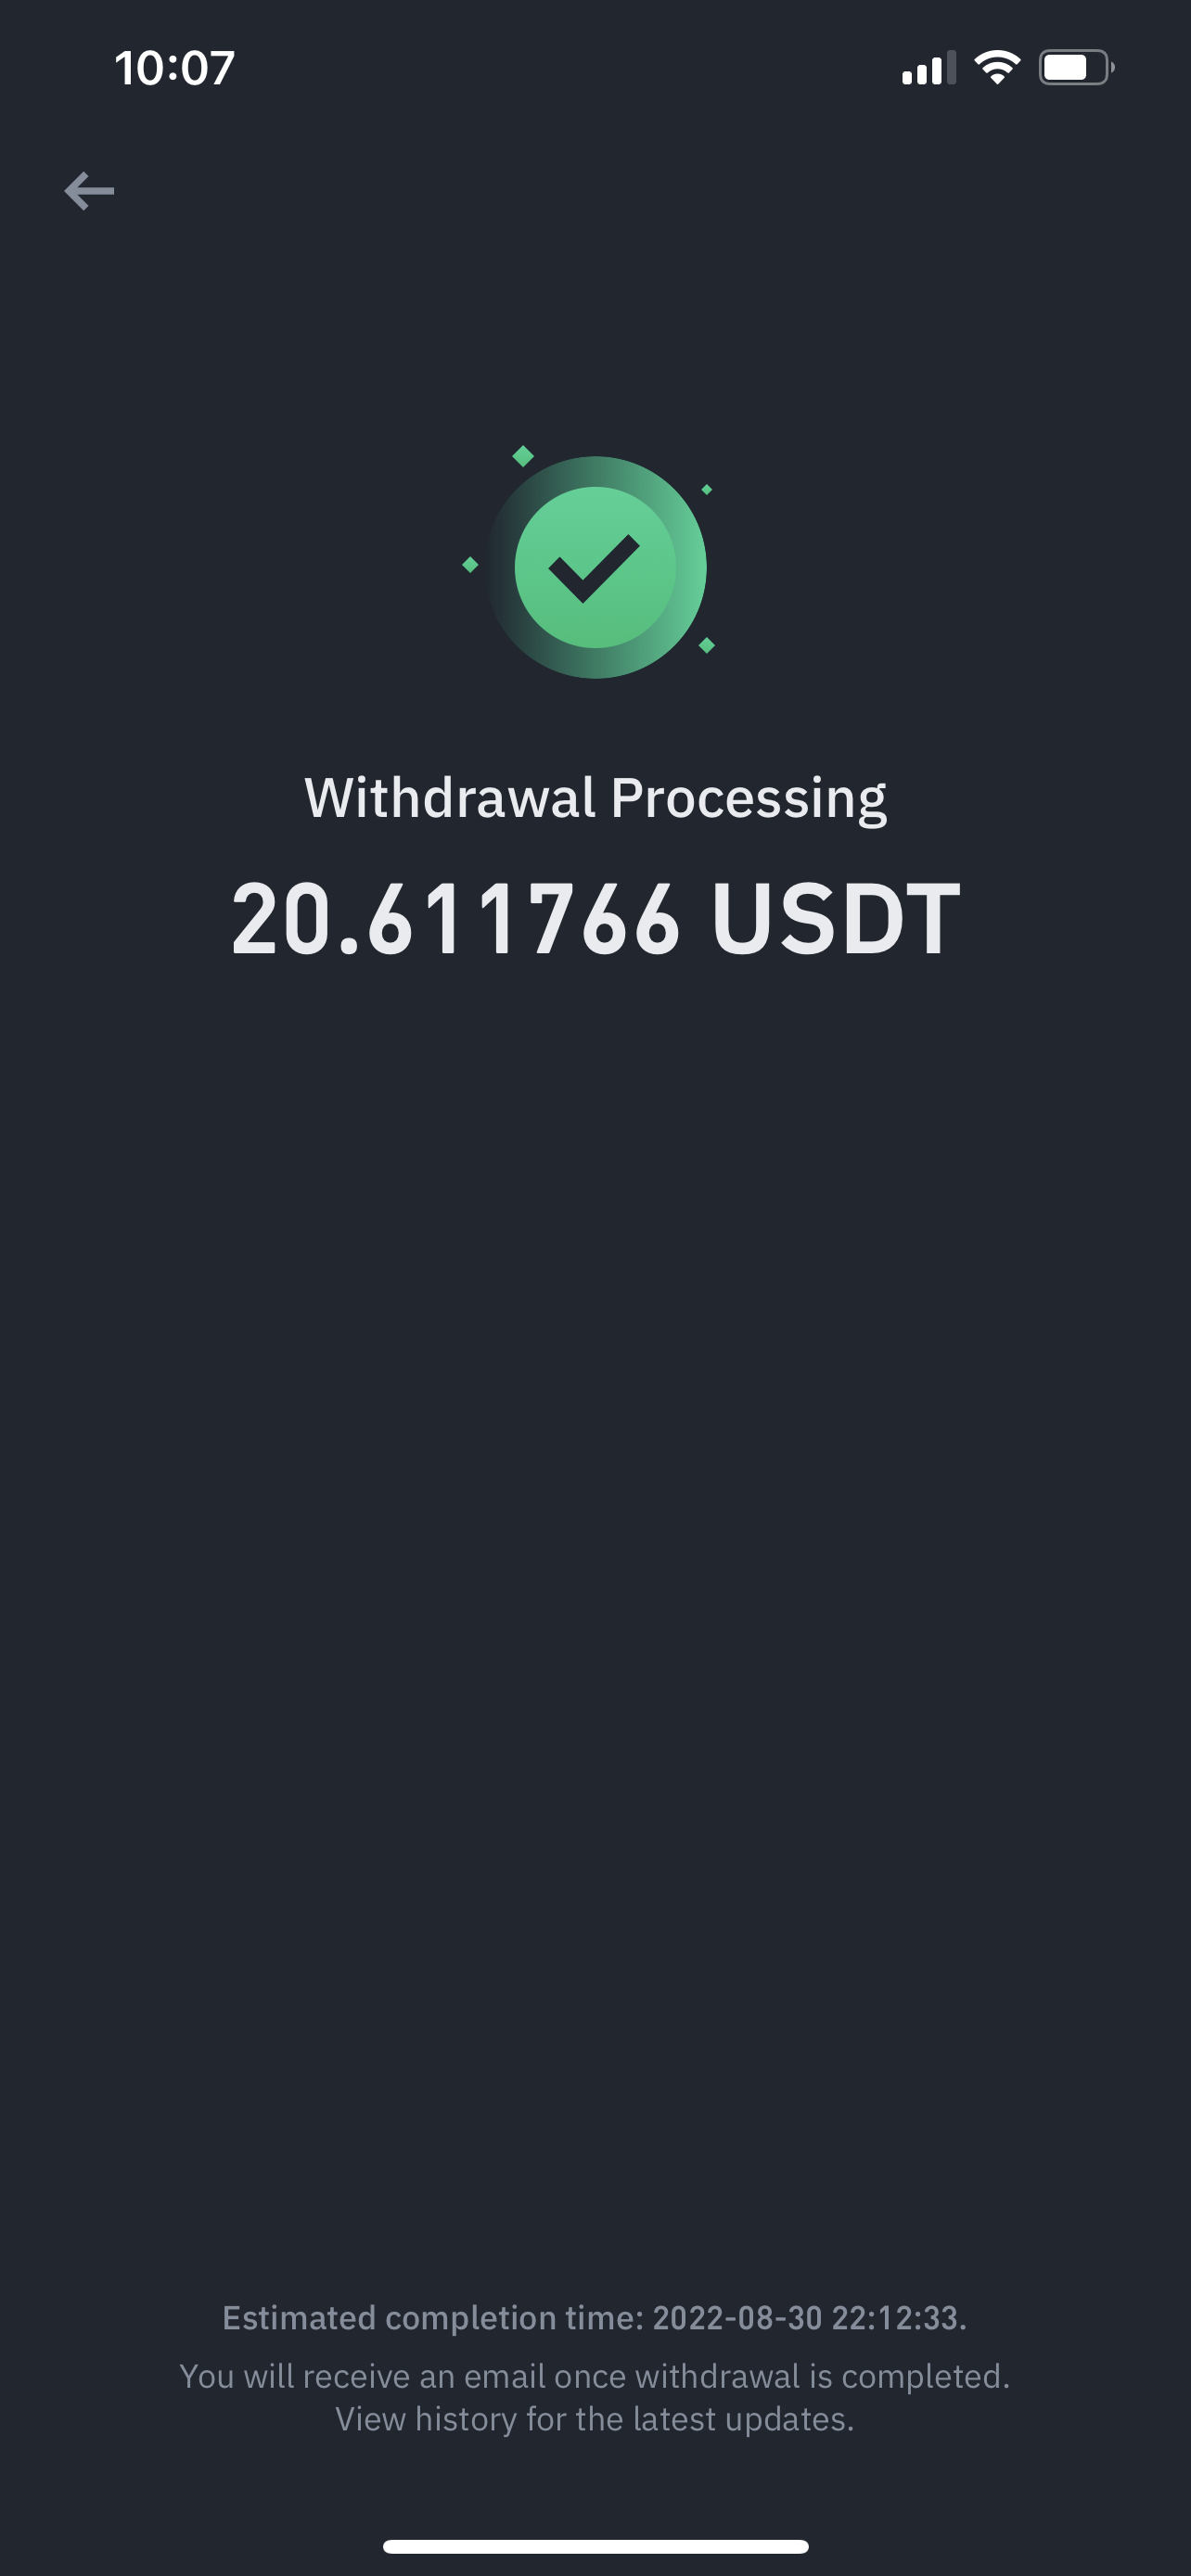 10:07
Withdrawal Processing
20.611766 USDT
Estimated completion time: 2022-08-30 22:12:33.
You will receive an email once withdrawal is completed.
View history for the latest updates.